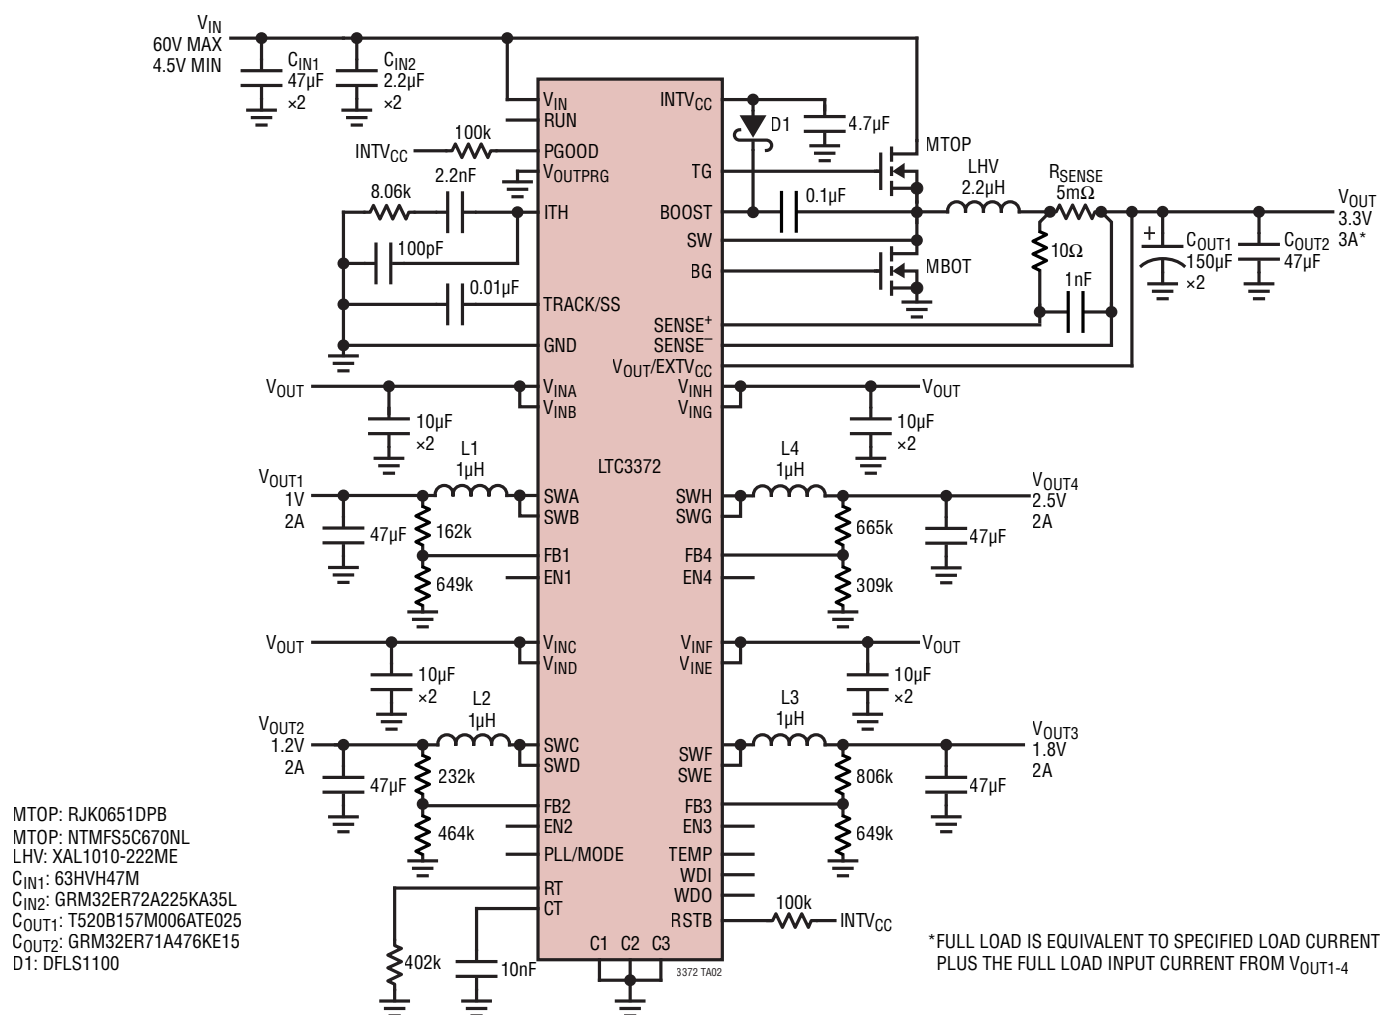 VIN
60V MAX
4.5V MIN
CIN1
47µF
×2
CIN2
2.2µF
×2
VIN
RUN
INTVCC
100k
PGOOD
VOUTPRG
8.06k
2.2nF
ITH
100pF
0.01µF
TRACK/SS
GND
INTVCC
D1
4.7µF
TG
MTOP
BOOST
0.1µF
SW
BG
MBOT
LHV
2.2µH
RSENSE
5mΩ
10Ω
1nF
VOUT
3.3V
3A*
COUT1
150µF
×2
+
COUT2
47µF
SENSE+
SENSE–
VOUT/EXTVCC
VOUT
VINA
VINB
10µF
×2
VINH
VING
VOUT
10µF
×2
LTC3372
VOUT1
1V
2A
L1
1µH
SWA
SWB
47µF
162k
FB1
EN1
649k
L4
1µH
SWH
SWG
VOUT4
2.5V
2A
665k
47µF
FB4
EN4
309k
VOUT
VINC
VIND
10µF
×2
VINF
VINE
VOUT
10µF
×2
VOUT2
1.2V
2A
L2
1µH
SWC
SWD
47µF
232k
FB2
EN2
464k
PLL/MODE
RT
CT
402k
10nF
L3
1µH
SWF
SWE
VOUT3
1.8V
2A
806k
47µF
FB3
EN3
649k
TEMP
WDI
WDO
RSTB
100k
INTVCC
C1 C2 C3
3372 TA02
MTOP: RJK0651DPB
MTOP: NTMFS5C670NL
LHV: XAL1010-222ME
CIN1: 63HVH47M
CIN2: GRM32ER72A225KA35L
COUT1: T520B157M006ATE025
COUT2: GRM32ER71A476KE15
D1: DFLS1100
*FULL LOAD IS EQUIVALENT TO SPECIFIED LOAD CURRENT
PLUS THE FULL LOAD INPUT CURRENT FROM VOUT1-4